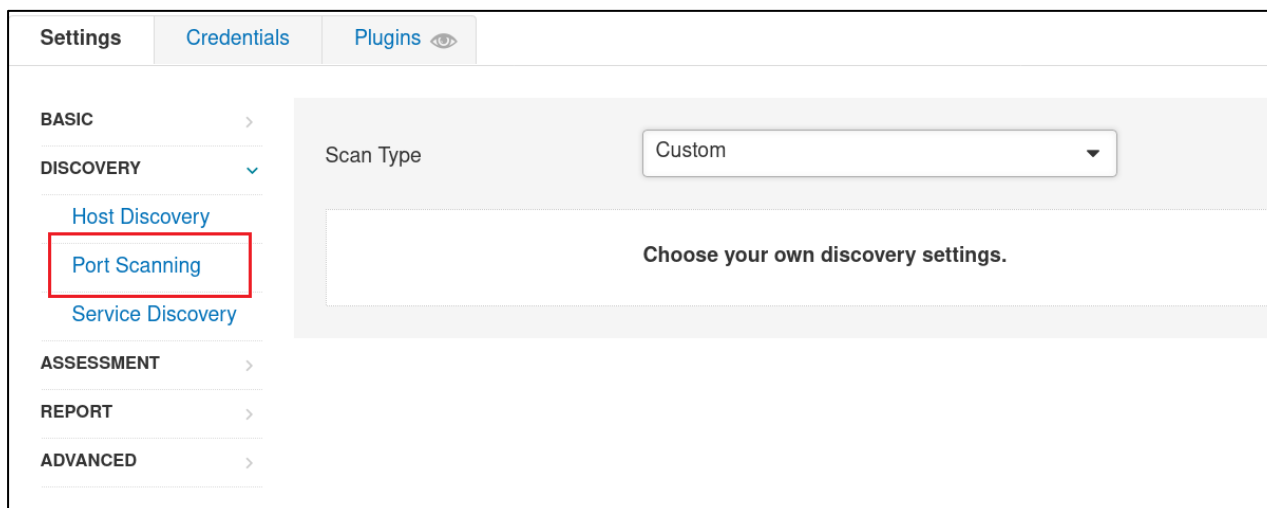 Settings Credentials Plugins
BASIC
DISCOVERY
Host Discovery
Port Scanning
Service Discovery
ASSESSMENT
REPORT
ADVANCED
Scan Type Custom
Choose your own discovery settings.